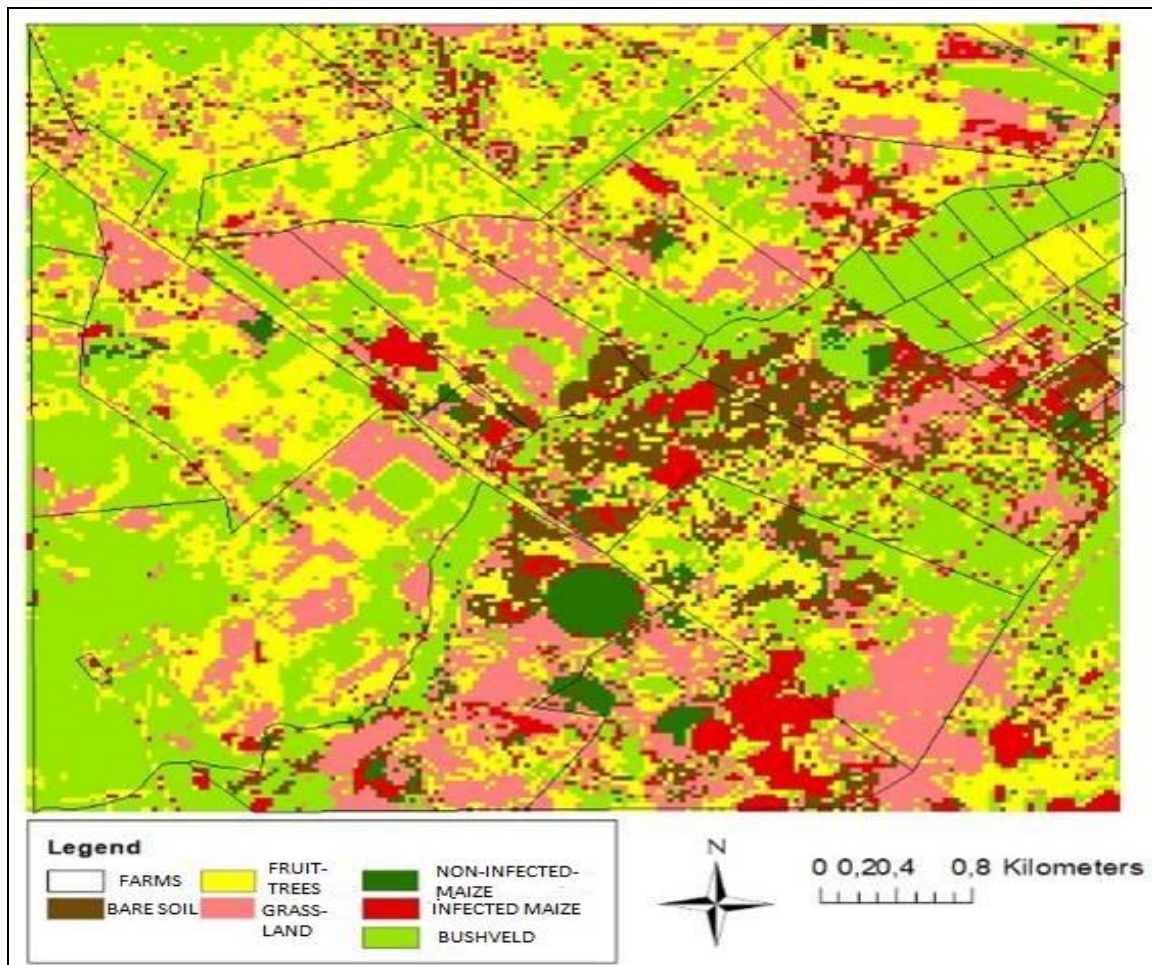 Legend
FARMS
BARE SOIL
FRUIT-
TREES
GRASS-
LAND
NON-INFECTED-
MAIZE
INFECTED MAIZE
BUSHVELD
N
0 0,20,4 0,8 Kilometers